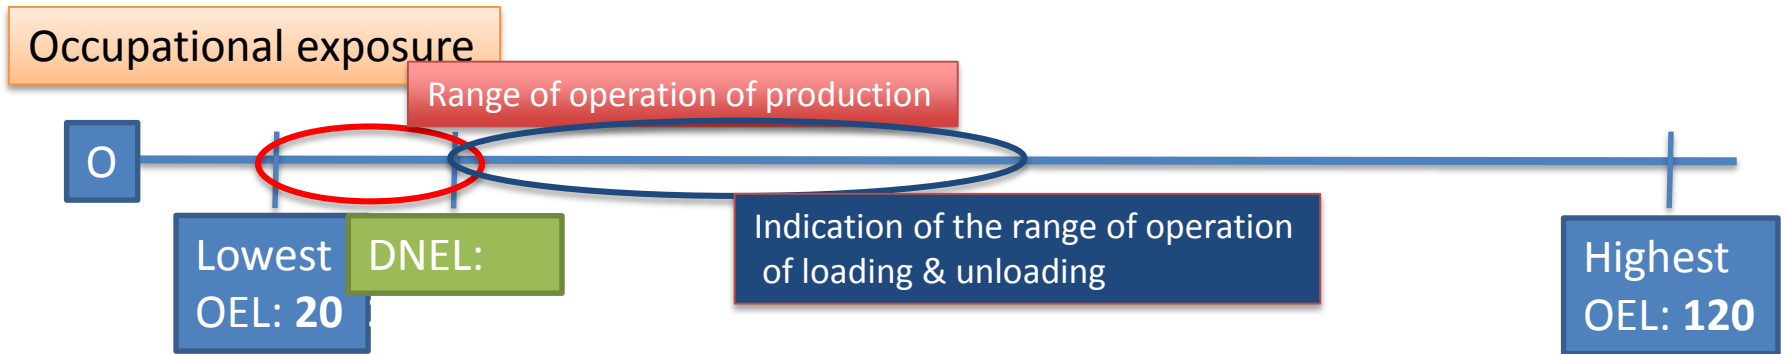 Occupational exposure
Range of operation of production
O
Lowest
OEL: 20
DNEL:
Indication of the range of operation
of loading & unloading
Highest
OEL: 120